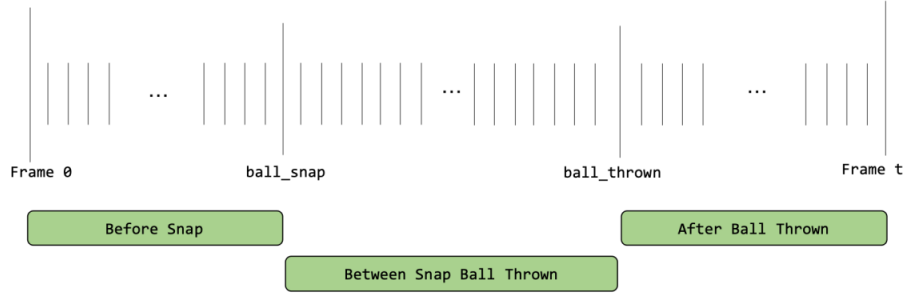 ... ... ...
Frame 0 ball_snap ball_thrown Frame t
Before Snap After Ball Thrown
Between Snap Ball Thrown